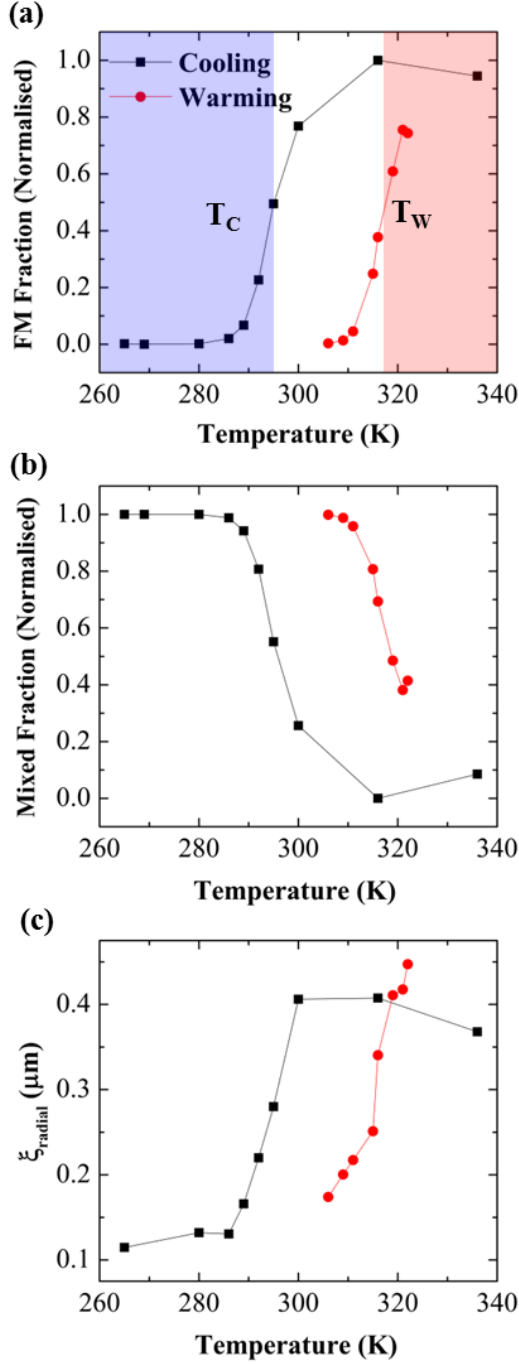 (a)
FM Fraction (Normalised)
1.0
0.8
0.6
0.4
0.2
0.0
Cooling
Warming
T_C
T_W
260
280
300
320
340
Temperature (K)
(b)
Mixed Fraction (Normalised)
1.0
0.8
0.6
0.4
0.2
0.0
260
280
300
320
340
Temperature (K)
(c)
ξ_radial (μm)
0.4
0.3
0.2
0.1
260
280
300
320
340
Temperature (K)